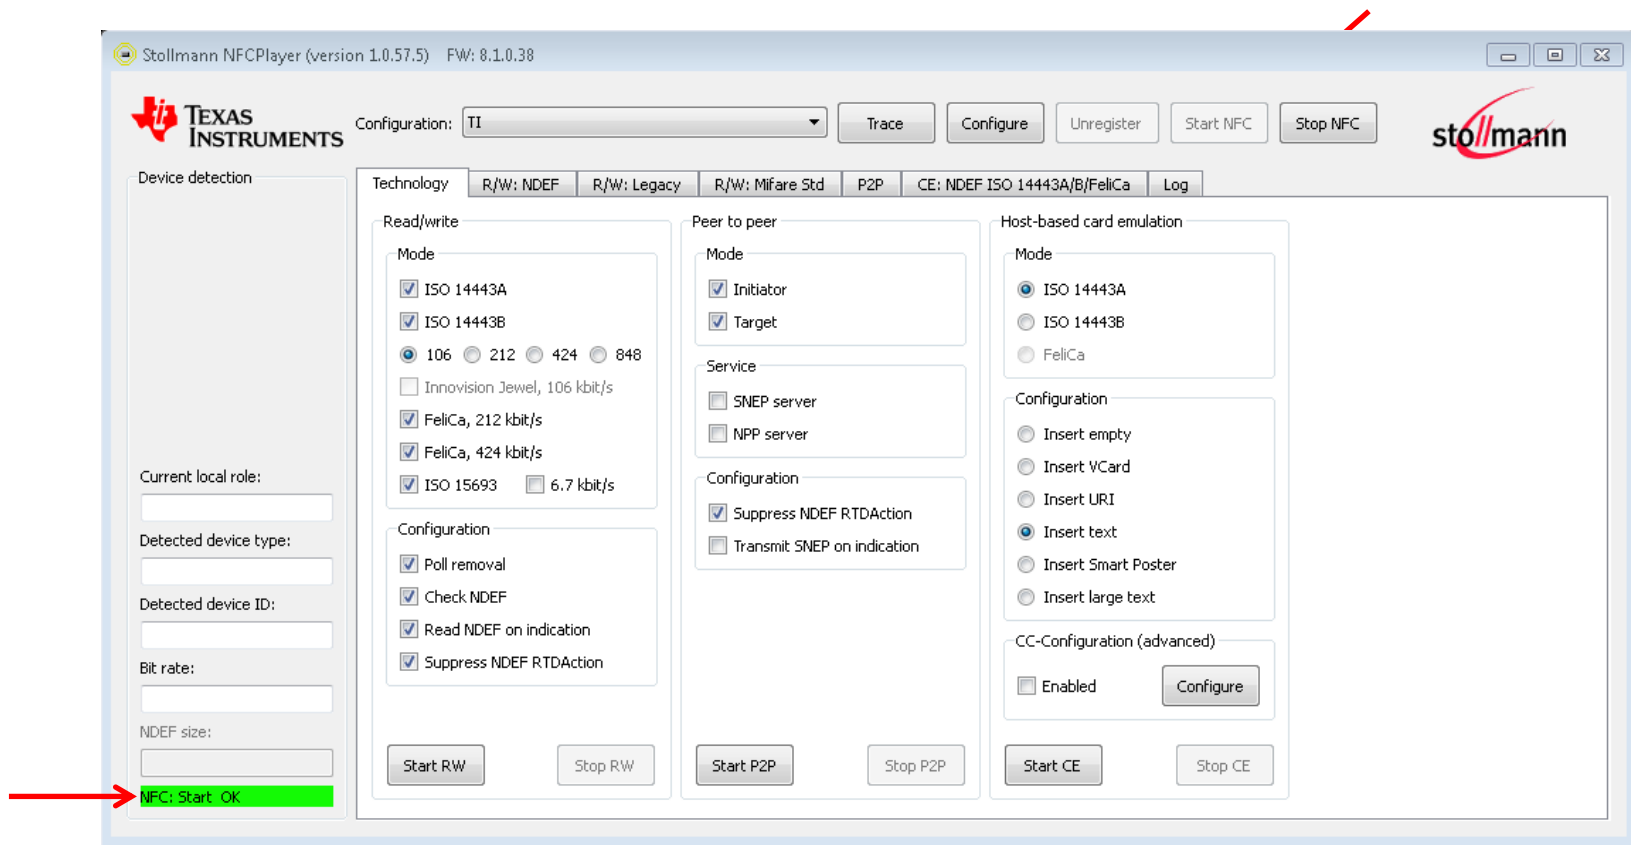 Stollmann NFCPlayer (version 1.0.57.5) FW: 8.1.0.38
TEXAS INSTRUMENTS
Configuration: TI Trace Configure Unregister Start NFC Stop NFC
stollmann
Device detection
Technology R/W: NDEF R/W: Legacy R/W: Mifare Std P2P CE: NDEF ISO 14443A/B/FeliCa Log
Read/write
Mode
ISO 14443A
ISO 14443B
106 212 424 848
Innovision Jewel, 106 kbit/s
FeliCa, 212 kbit/s
FeliCa, 424 kbit/s
ISO 15693 6.7 kbit/s
Configuration
Poll removal
Check NDEF
Read NDEF on indication
Suppress NDEF RTDAction
Start RW Stop RW
Peer to peer
Mode
Initiator
Target
Service
SNEP server
NPP server
Configuration
Suppress NDEF RTDAction
Transmit SNEP on indication
Start P2P Stop P2P
Host-based card emulation
Mode
ISO 14443A
ISO 14443B
FeliCa
Configuration
Insert empty
Insert VCard
Insert URI
Insert text
Insert Smart Poster
Insert large text
CC-Configuration (advanced)
Enabled Configure
Start CE Stop CE
Current local role:
Detected device type:
Detected device ID:
Bit rate:
NDEF size:
NFC: Start OK